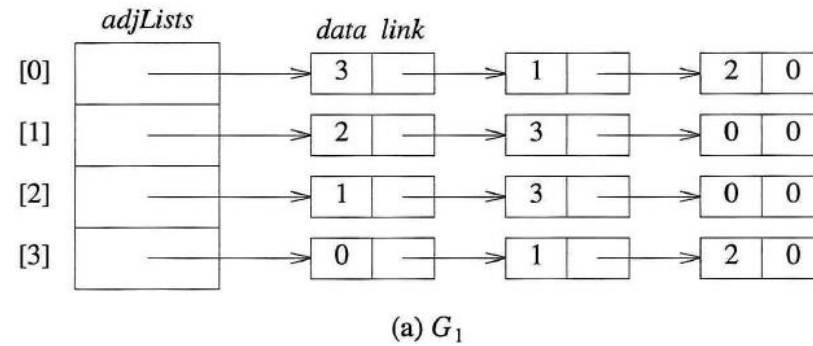 adjLists
data link
[0] 3 1 2 0
[1] 2 3 0 0
[2] 1 3 0 0
[3] 0 1 2 0
(a) G1